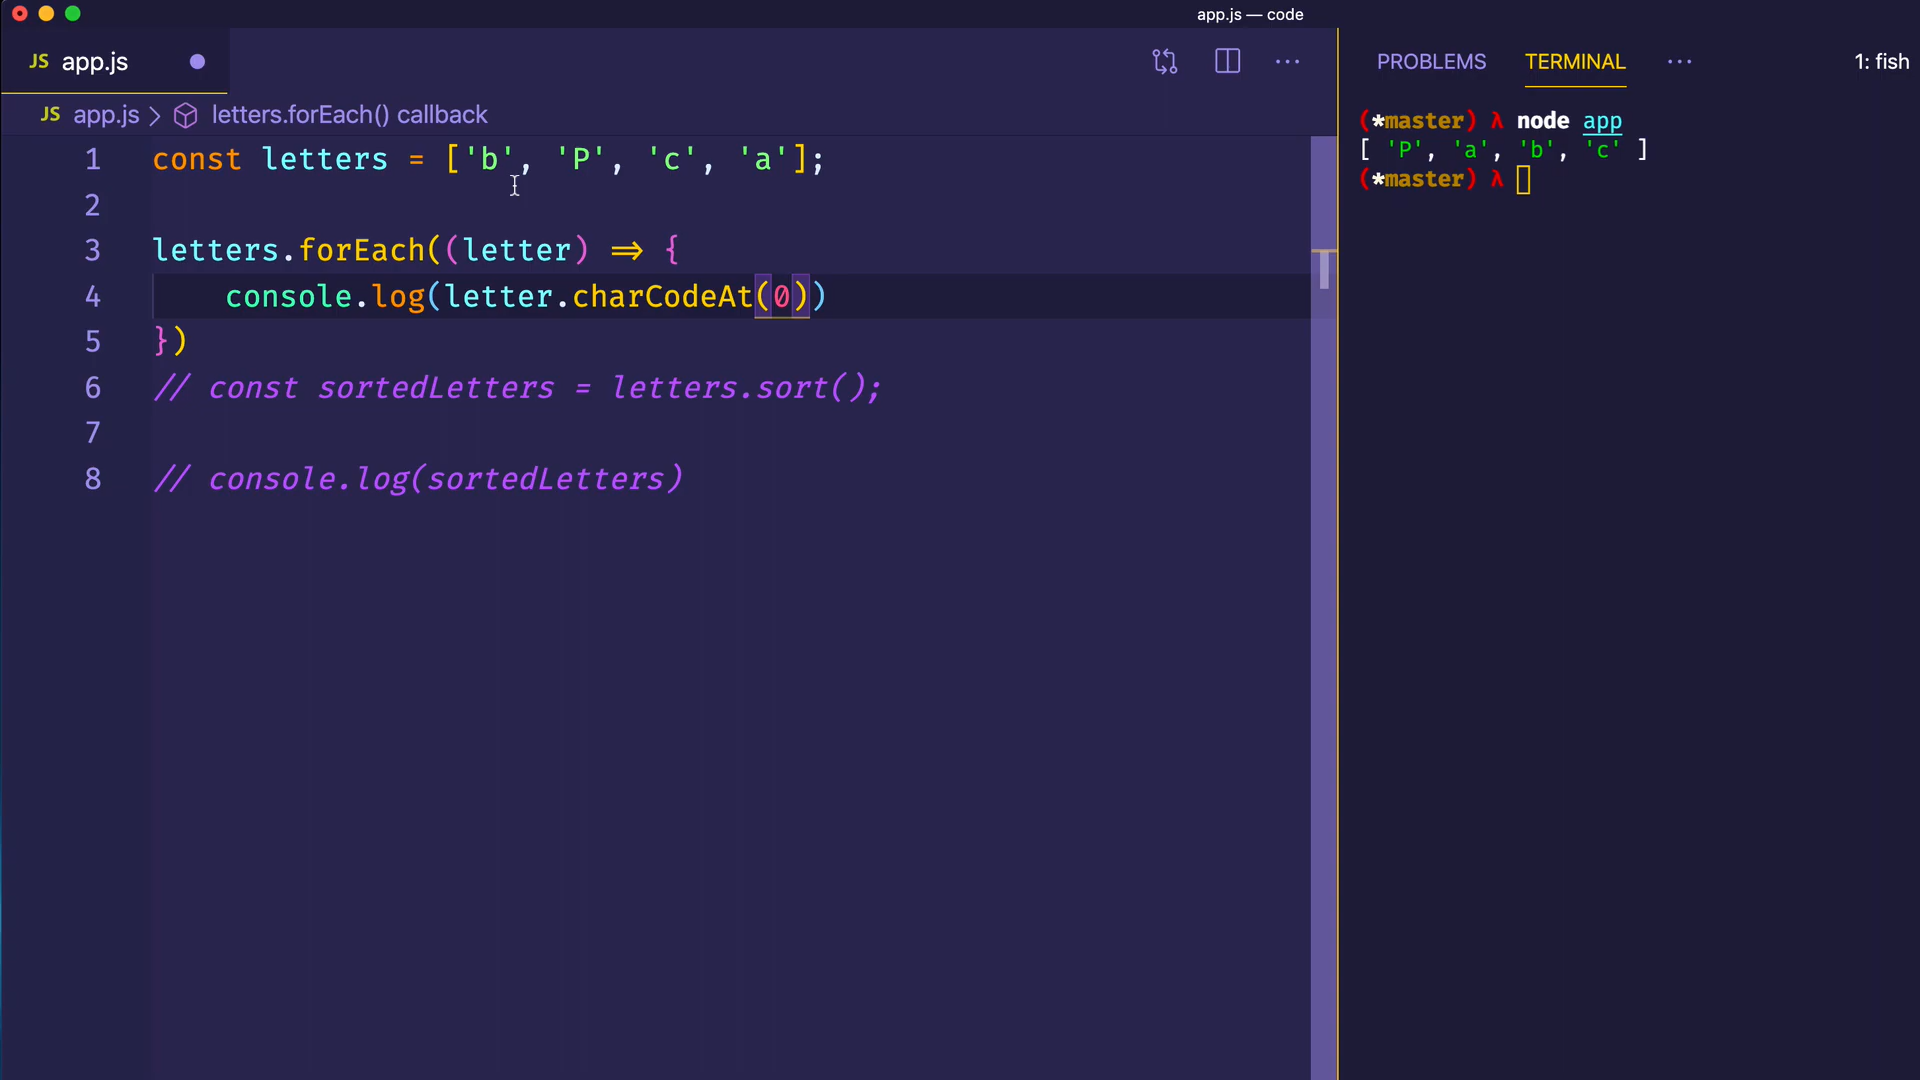 app.js — code
JS app.js
PROBLEMS TERMINAL ··· 1: fish
JS app.js > letters.forEach() callback
1 const letters = ['b', 'P', 'c', 'a'];
2
3 letters.forEach((letter) => {
4 console.log(letter.charCodeAt(0))
5 })
6 // const sortedLetters = letters.sort();
7
8 // console.log(sortedLetters)
(*master) λ node app
[ 'P', 'a', 'b', 'c' ]
(*master) λ